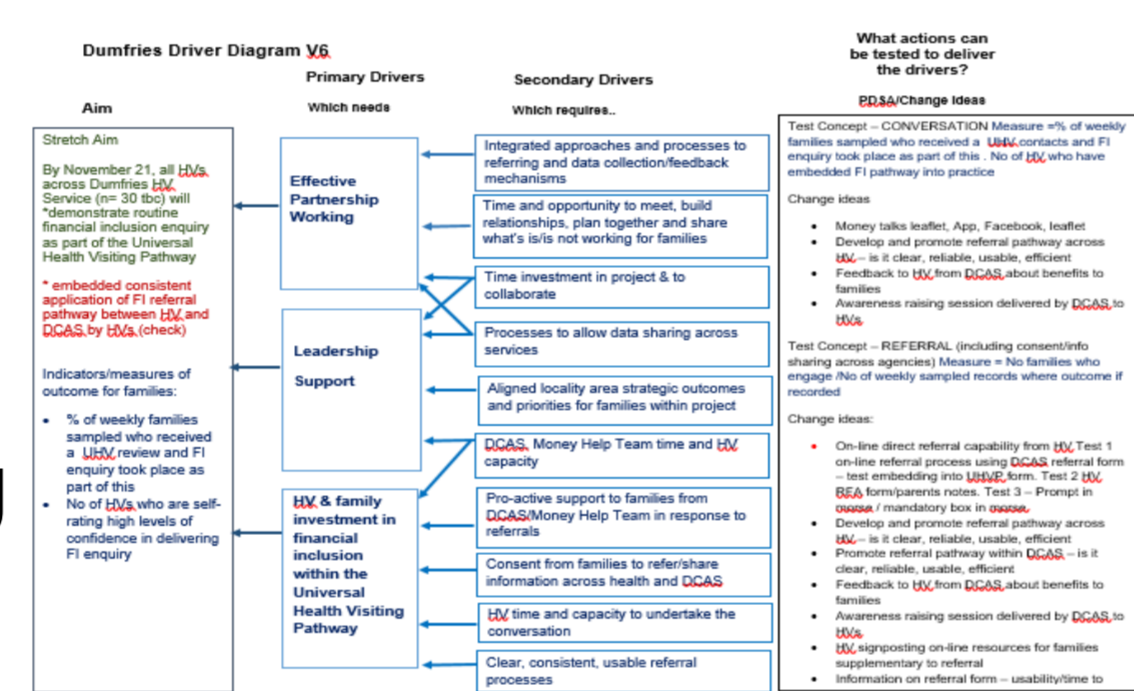 Dumfries Driver Diagram V6
What actions can
be tested to deliver
the drivers?
Primary Drivers
Secondary Drivers
Aim
Which needs
Which requires..
PDSA/Change Ideas
Stretch Aim
By November 21, all HVs
across Dumfries HV
Service (n= 30 tbc) will
*demonstrate routine
financial inclusion enquiry
as part of the Universal
Health Visiting Pathway
* embedded consistent
application of FI referral
pathway between HV and
DCAS by HVs (check)
Indicators/measures of
outcome for families:
• % of weekly families
sampled who received
a UHV review and FI
enquiry took place as
part of this
• No of HVs who are self-
rating high levels of
confidence in delivering
FI enquiry
Effective
Partnership
Working
Leadership
Support
HV & family
investment in
financial
inclusion
within the
Universal
Health Visiting
Pathway
Integrated approaches and processes to
referring and data collection/feedback
mechanisms
Time and opportunity to meet, build
relationships, plan together and share
what's is/is not working for families
Time investment in project & to
collaborate
Processes to allow data sharing across
services
Aligned locality area strategic outcomes
and priorities for families within project
DCAS, Money Help Team time and HV
capacity
Pro-active support to families from
DCAS/Money Help Team in response to
referrals
Consent from families to refer/share
information across health and DCAS
HV time and capacity to undertake the
conversation
Clear, consistent, usable referral
processes
Test Concept – CONVERSATION Measure =% of weekly
families sampled who received a UHV contacts and FI
enquiry took place as part of this . No of HV who have
embedded FI pathway into practice
Change ideas
• Money talks leaflet, App, Facebook, leaflet
• Develop and promote referral pathway across
HV – is it clear, reliable, usable, efficient
• Feedback to HV from DCAS about benefits to
families
• Awareness raising session delivered by DCAS to
HVs
Test Concept – REFERRAL (including consent/info
sharing across agencies) Measure = No families who
engage /No of weekly sampled records where outcome if
recorded
Change ideas:
• On-line direct referral capability from HV Test 1
on-line referral process using DCAS referral form
– test embedding into UHVP form. Test 2 HV
RFA form/parents notes. Test 3 – Prompt in
morse / mandatory box in morse
• Develop and promote referral pathway across
HV – is it clear, reliable, usable, efficient
• Promote referral pathway within DCAS – is it
clear, reliable, usable, efficient
• Feedback to HV from DCAS about benefits to
families
• Awareness raising session delivered by DCAS to
HVs
• HV signposting on-line resources for families
supplementary to referral
• Information on referral form – usability/time to